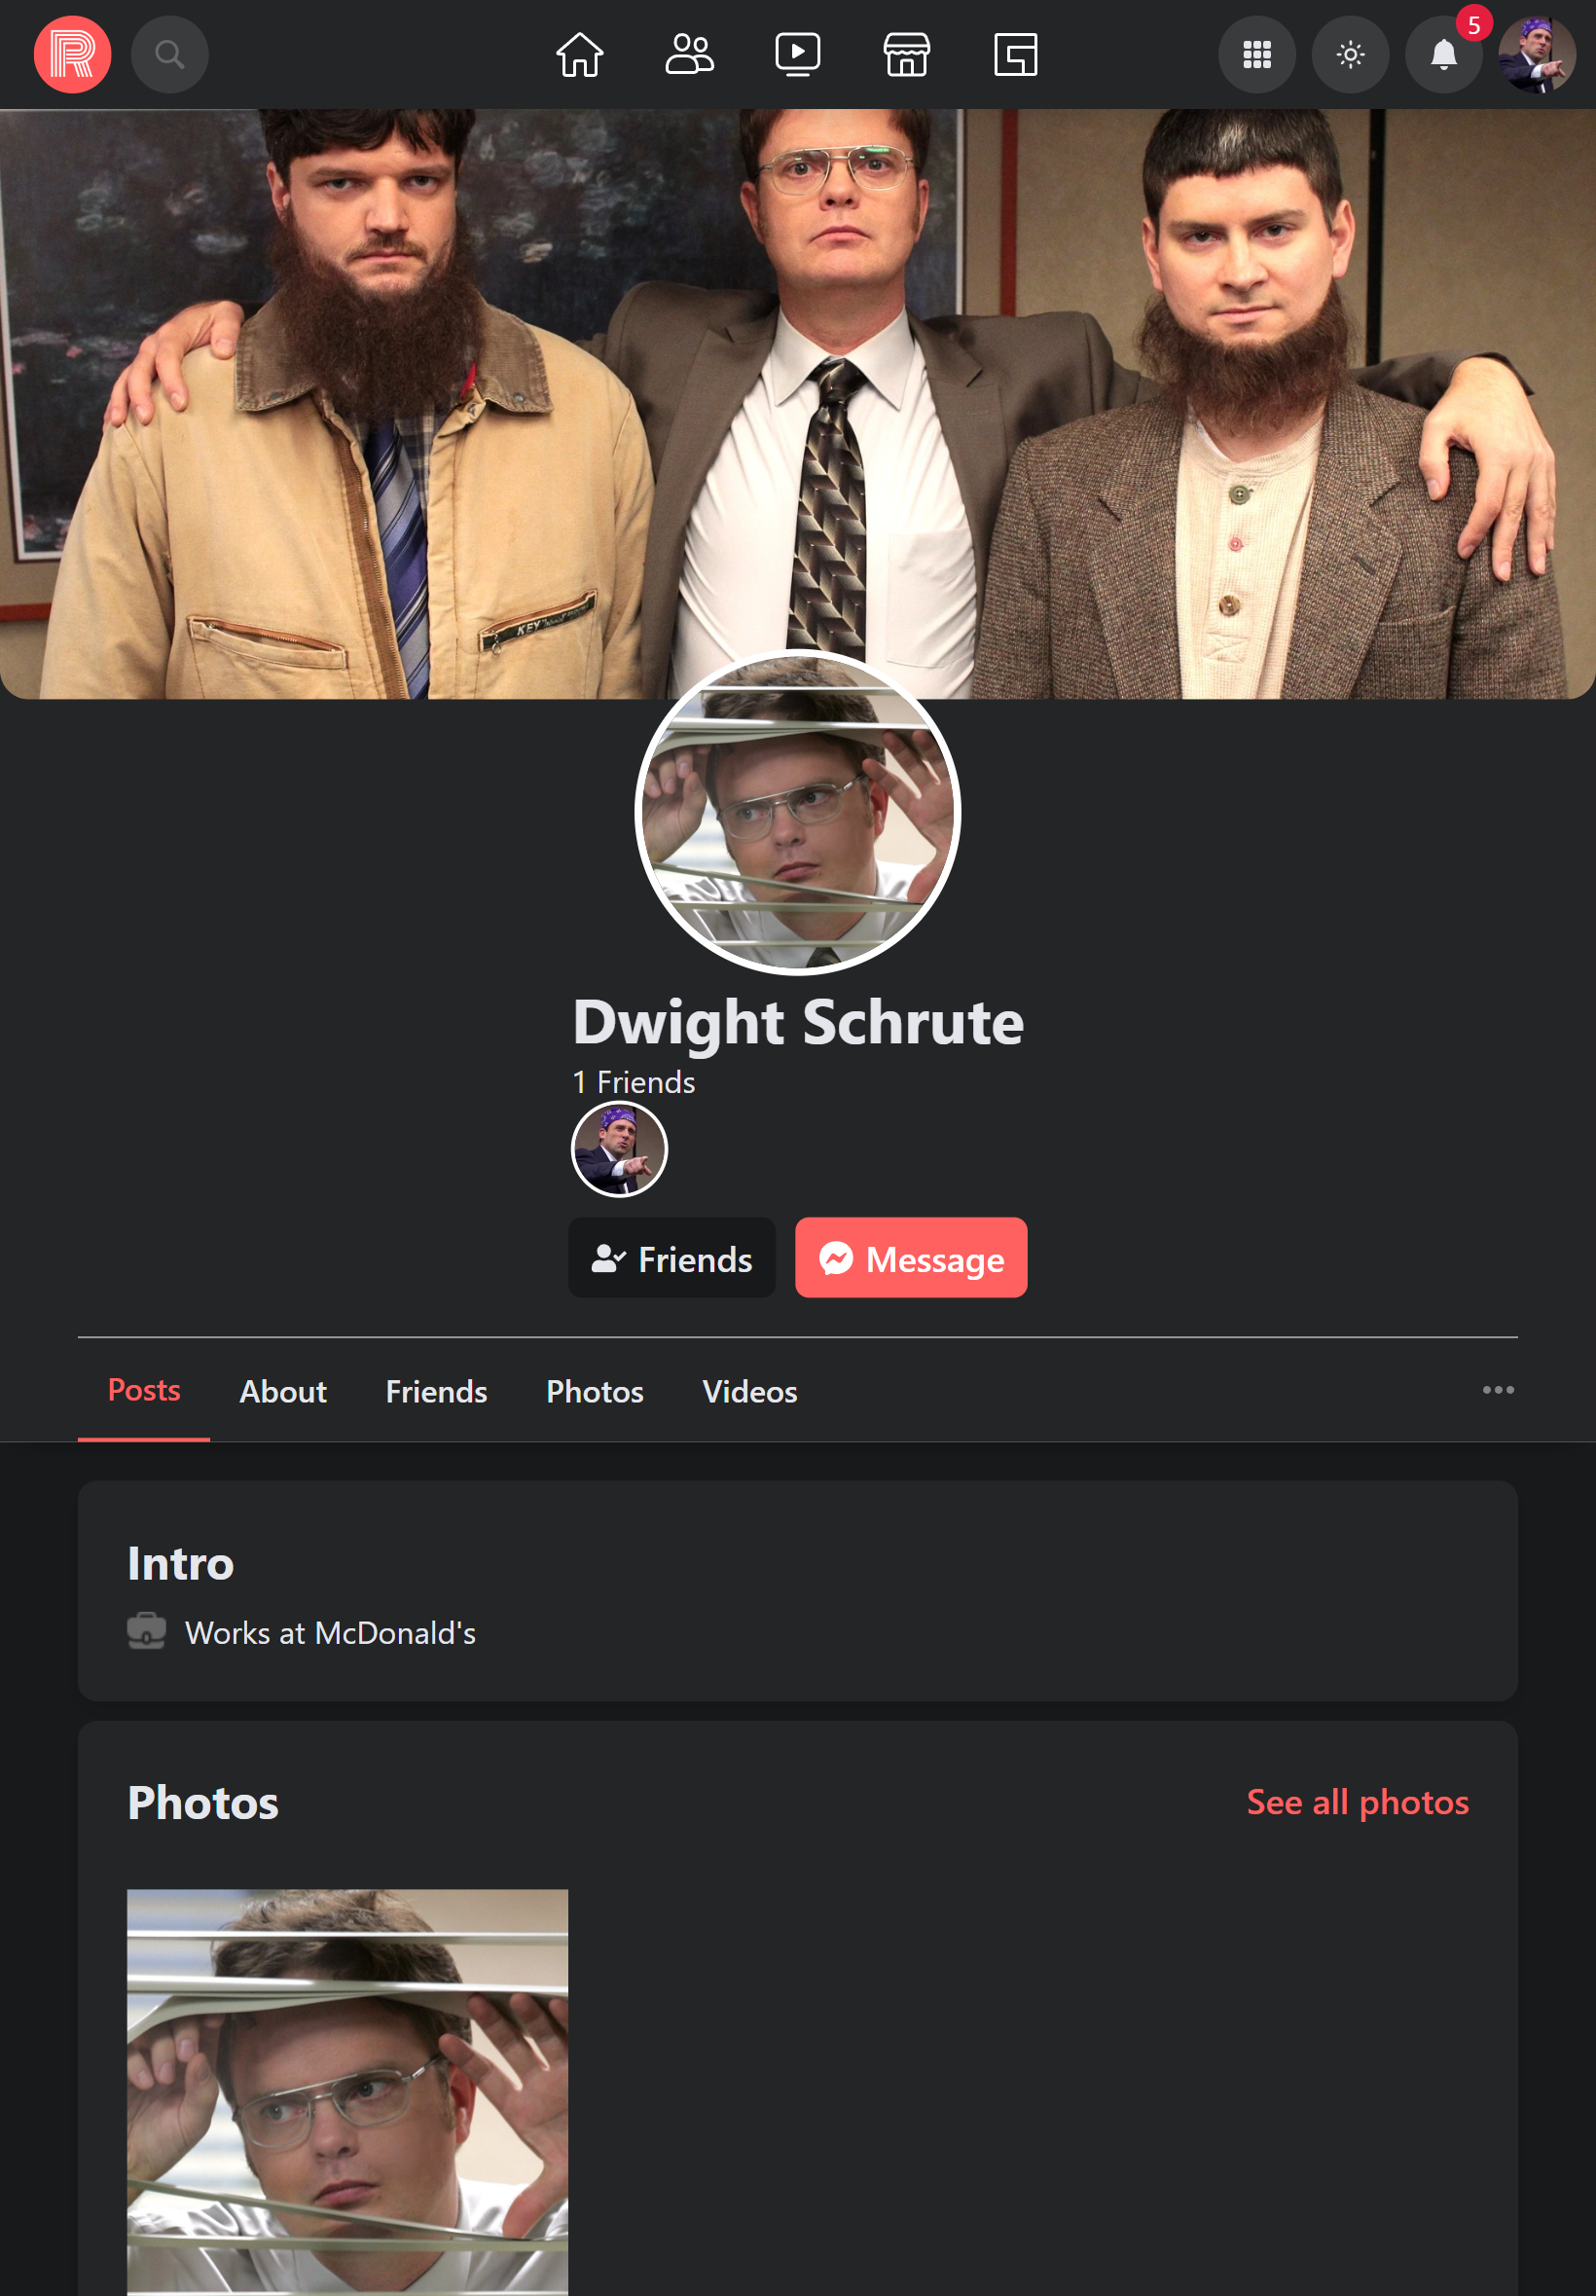 R
5
KEY
Dwight Schrute
1 Friends
Friends
Message
Posts
About
Friends
Photos
Videos
Intro
Works at McDonald's
Photos
See all photos